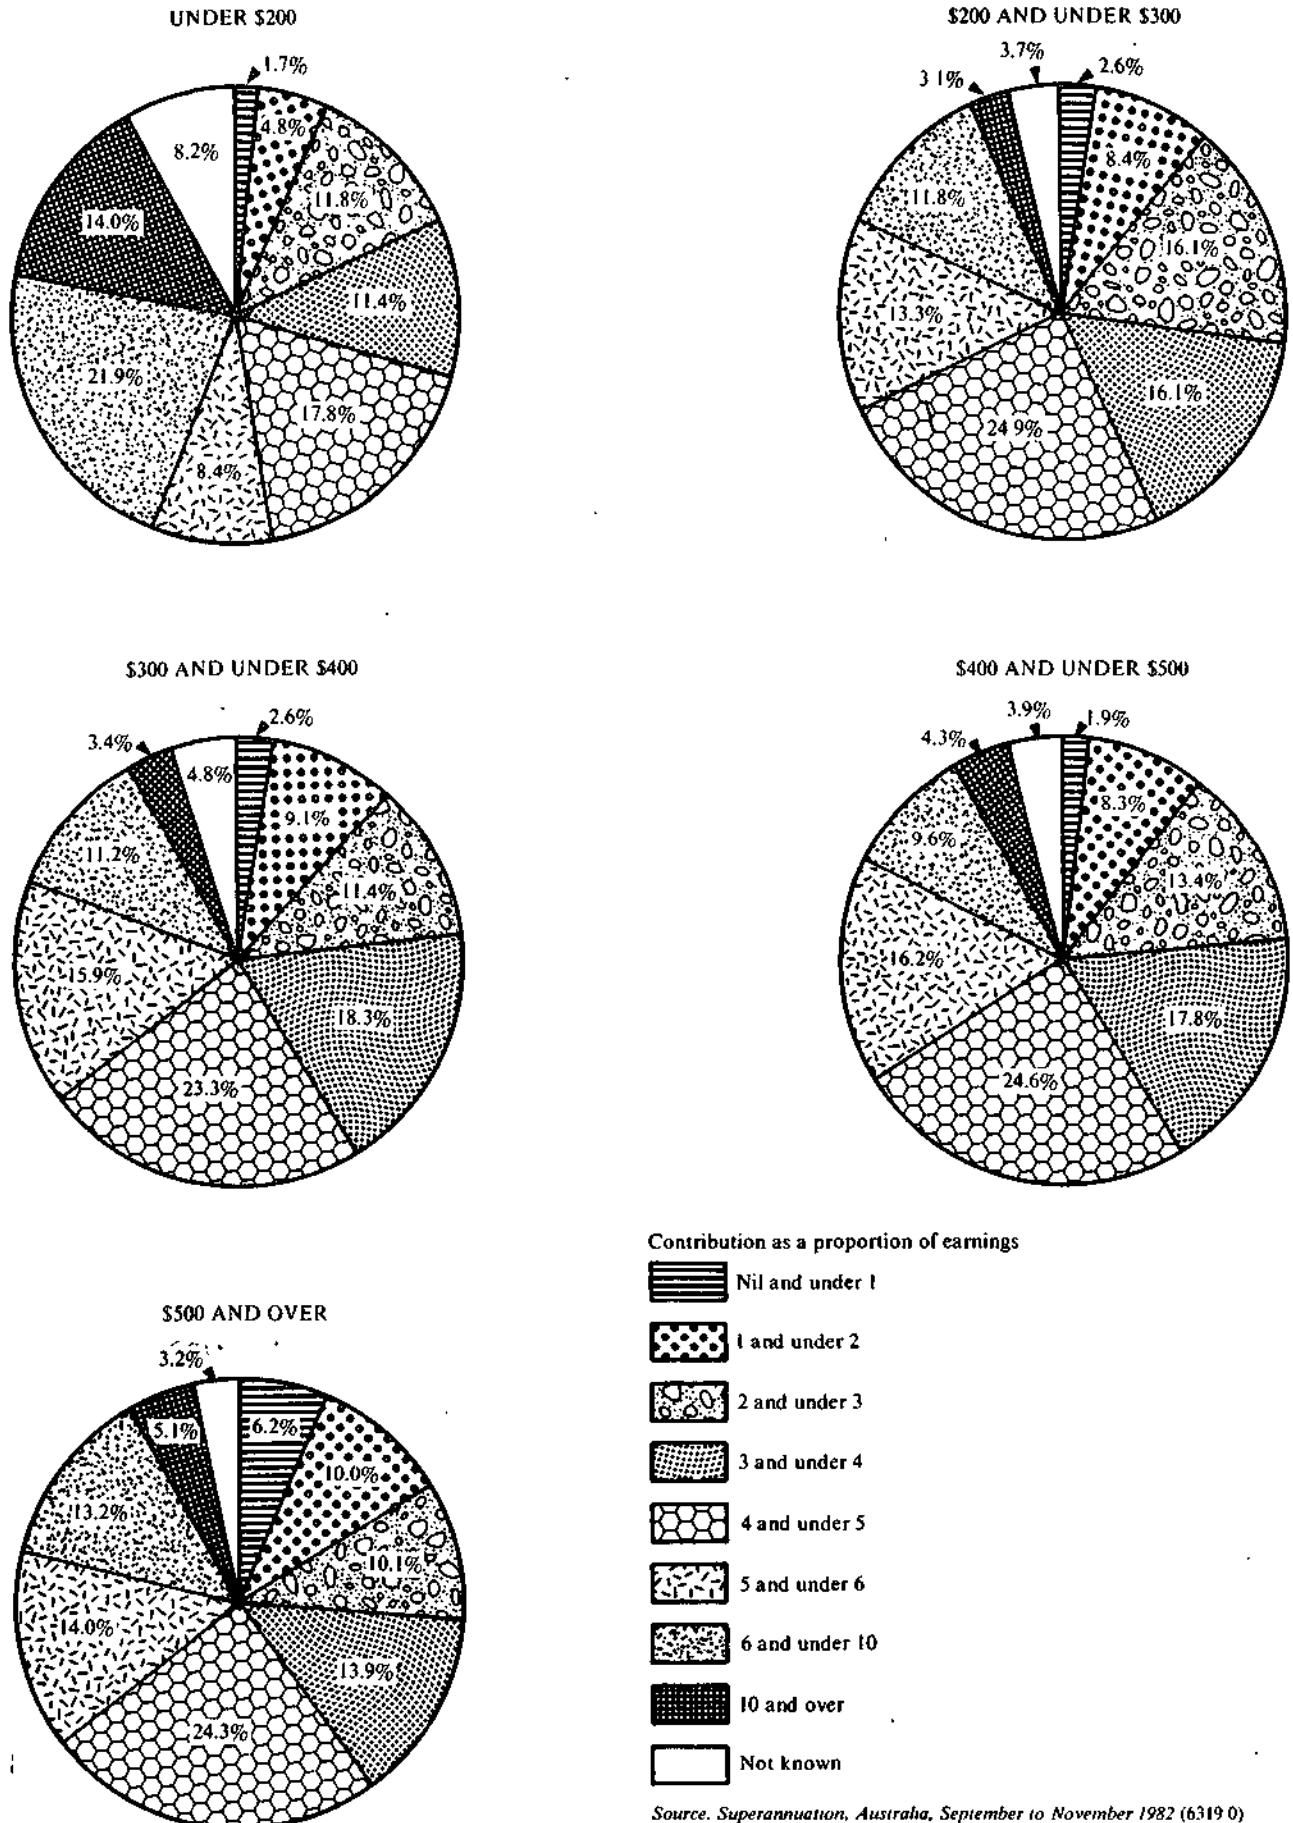 UNDER $200
1.7%
4.8%
11.8%
11.4%
17.8%
8.4%
21.9%
14.0%
8.2%
$200 AND UNDER $300
2.6%
8.4%
16.1%
16.1%
24 9%
13.3%
11.8%
3 1%
3.7%
$300 AND UNDER $400
2.6%
9.1%
11.4%
18.3%
23.3%
15.9%
11.2%
3.4%
4.8%
$400 AND UNDER $500
1.9%
8.3%
13.4%
17.8%
24.6%
16.2%
9.6%
4.3%
3.9%
$500 AND OVER
6.2%
10.0%
10.1%
13.9%
24.3%
14.0%
13.2%
5.1%
3.2%
Contribution as a proportion of earnings
Nil and under 1
1 and under 2
2 and under 3
3 and under 4
4 and under 5
5 and under 6
6 and under 10
10 and over
Not known
Source. Superannuation, Australia, September to November 1982 (6319 0)